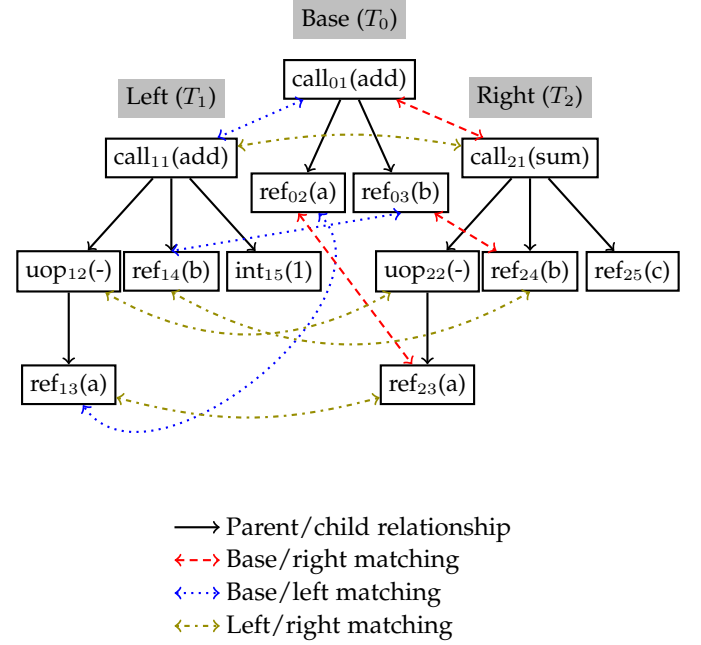 Base (T₀)
call₀₁(add)
Left (T₁)
Right (T₂)
call₁₁(add)
call₂₁(sum)
ref₀₂(a)
ref₀₃(b)
uop₁₂(-)
ref₁₄(b)
int₁₅(1)
uop₂₂(-)
ref₂₄(b)
ref₂₅(c)
ref₁₃(a)
ref₂₃(a)
Parent/child relationship
Base/right matching
Base/left matching
Left/right matching